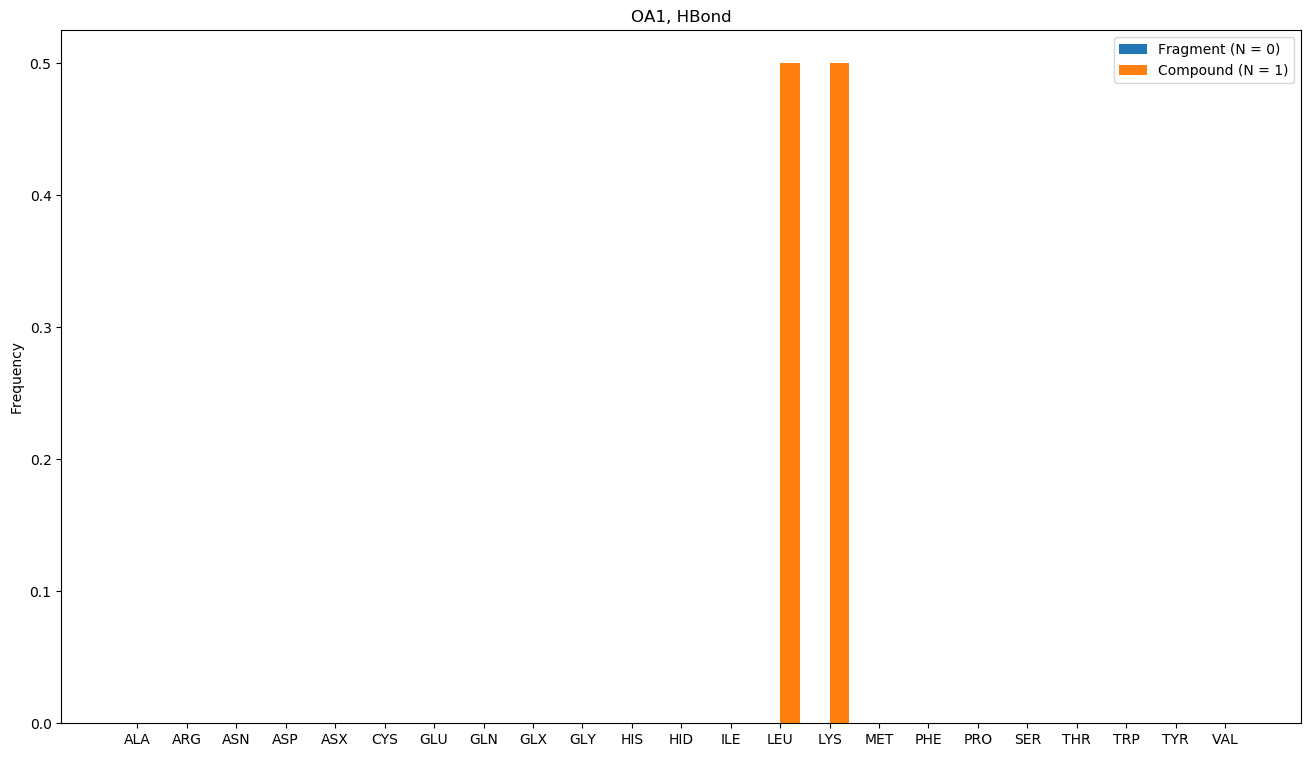 OA1, HBond
Fragment (N = 0)
Compound (N = 1)
Frequency
0.5
0.4
0.3
0.2
0.1
0.0
ALA ARG ASN ASP ASX CYS GLU GLN GLX GLY HIS HID ILE LEU LYS MET PHE PRO SER THR TRP TYR VAL